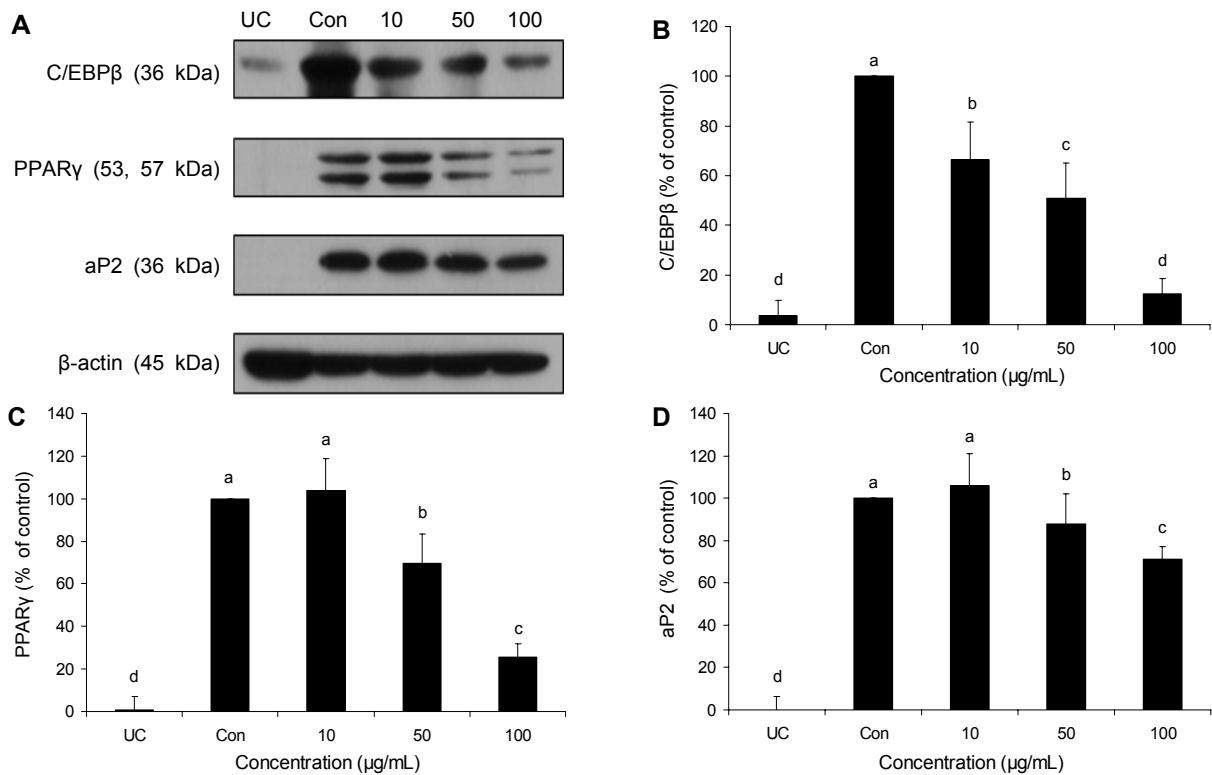 A
UC Con 10 50 100
C/EBPβ (36 kDa)
PPARγ (53, 57 kDa)
aP2 (36 kDa)
β-actin (45 kDa)
B
C/EBPβ (% of control)
140
120
100
80
60
40
20
0
a
b
c
d
d
UC Con 10 50 100
Concentration (µg/mL)
C
PPARγ (% of control)
140
120
100
80
60
40
20
0
d
a
a
b
c
UC Con 10 50 100
Concentration (µg/mL)
D
aP2 (% of control)
140
120
100
80
60
40
20
0
d
a
a
b
c
UC Con 10 50 100
Concentration (µg/mL)